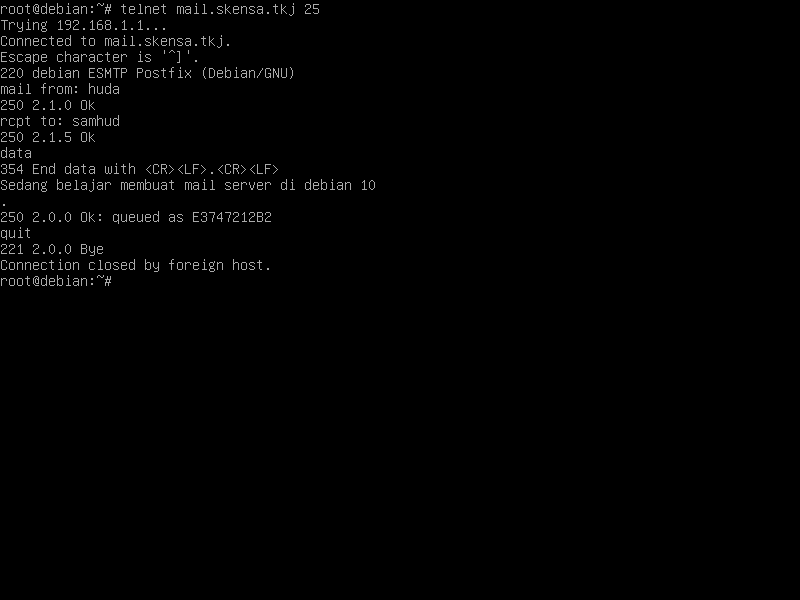 root@debian:~# telnet mail.skensa.tkj 25
Trying 192.168.1.1...
Connected to mail.skensa.tkj.
Escape character is '^]'.
220 debian ESMTP Postfix (Debian/GNU)
mail from: huda
250 2.1.0 Ok
rcpt to: samhud
250 2.1.5 Ok
data
354 End data with <CR><LF>.<CR><LF>
Sedang belajar membuat mail server di debian 10
.
250 2.0.0 Ok: queued as E3747212B2
quit
221 2.0.0 Bye
Connection closed by foreign host.
root@debian:~#